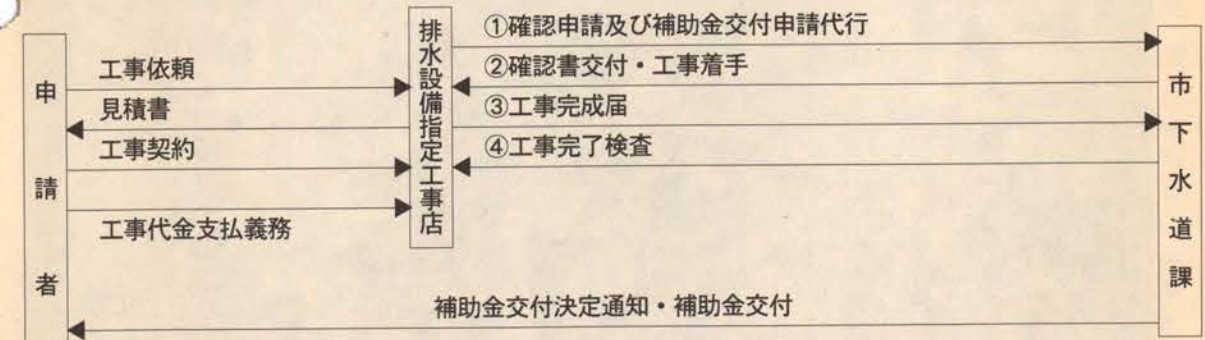 申請者
工事依頼
見積書
工事契約
工事代金支払義務
排水設備指定工事店
①確認申請及び補助金交付申請代行
②確認書交付・工事着手
③工事完成届
④工事完了検査
市下水道課
補助金交付決定通知・補助金交付